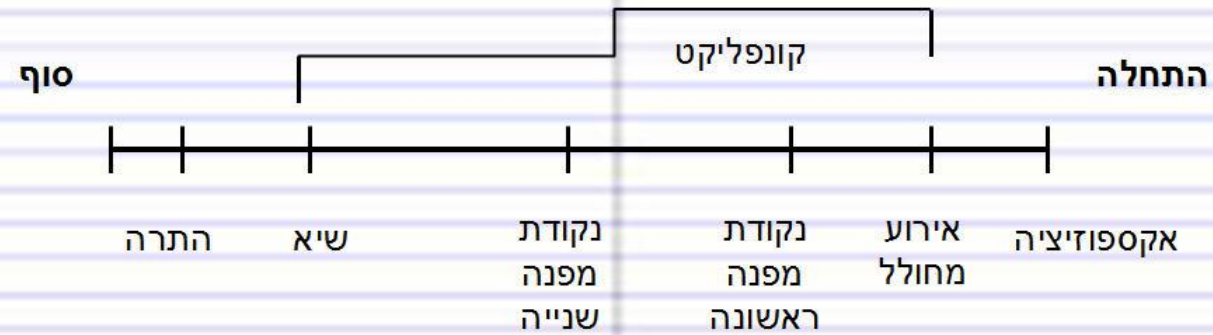 קונפליקט
התחלה
סוף
אקספוזיציה
אירוע
מחולל
נקודת
מפנה
ראשונה
נקודת
מפנה
שנייה
שיא
התרה